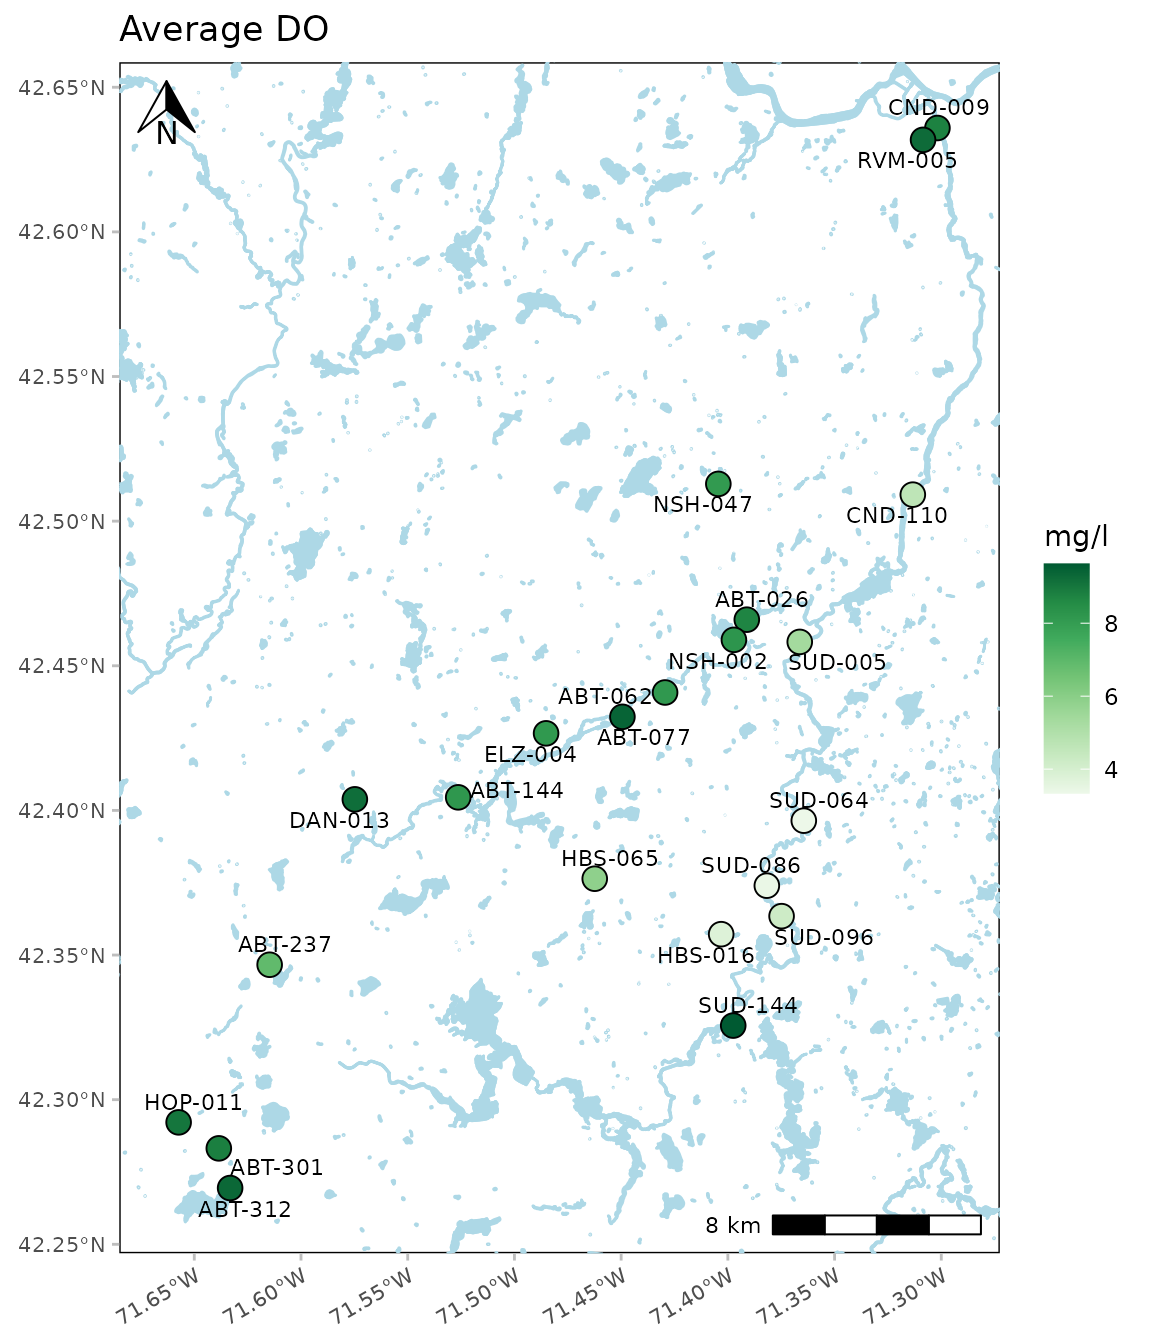 Average DO
42.65°N
42.60°N
42.55°N
42.50°N
42.45°N
42.40°N
42.35°N
42.30°N
42.25°N
N
CND-009
RVM-005
NSH-047
CND-110
ABT-026
NSH-002
SUD-005
ABT-062
ABT-077
ELZ-004
ABT-144
DAN-013
SUD-064
HBS-065
SUD-086
SUD-096
HBS-016
ABT-237
SUD-144
HOP-011
ABT-301
ABT-312
8 km
71.65°W
71.60°W
71.55°W
71.50°W
71.45°W
71.40°W
71.35°W
71.30°W
mg/l
8
6
4